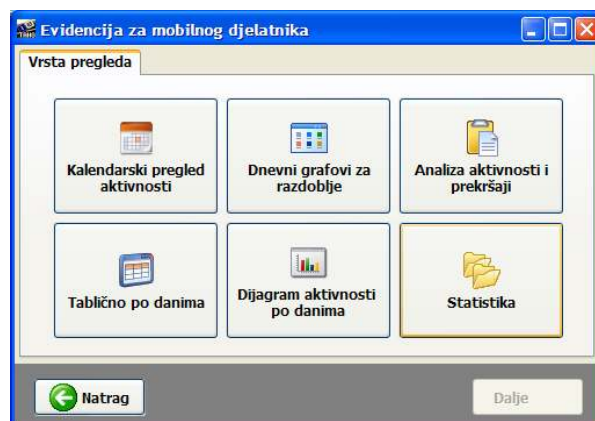 Evidencija za mobilnog djelatnika
Vrsta pregleda
Kalendarski pregled
aktivnosti
Dnevni grafovi za
razdoblje
Analiza aktivnosti i
prekršaji
Tablično po danima
Dijagram aktivnosti
po danima
Statistika
Natrag
Dalje